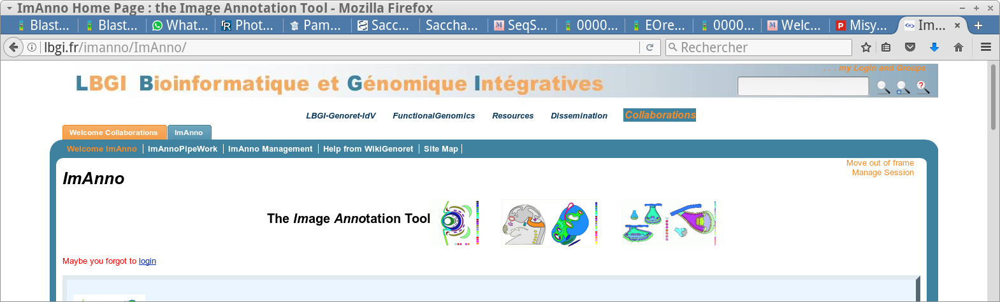 ImAnno Home Page : the Image Annotation Tool - Mozilla Firefox
Blast... Blast... What... Phot... Pam... Sacc... Saccha... SeqS... 0000... EOre... 0000... Welc... Misy... Im...
lbgi.fr/imanno/ImAnno/ Rechercher
. . . my Login and Groups
LBGI Bioinformatique et Génomique Intégratives
LBGI-Genoret-IdV FunctionalGenomics Resources Dissemination Collaborations
Welcome Collaborations ImAnno
Welcome ImAnno | ImAnnoPipeWork | ImAnno Management | Help from WikiGenoret | Site Map |
Move out of frame
Manage Session
ImAnno
The Image Annotation Tool
Maybe you forgot to login